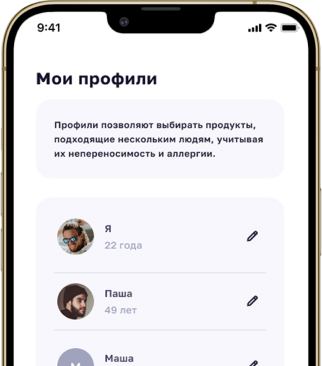 9:41
Мои профили
Профили позволяют выбирать продукты,
подходящие нескольким людям, учитывая
их непереносимость и аллергии.
Я
22 года
Паша
49 лет
Маша